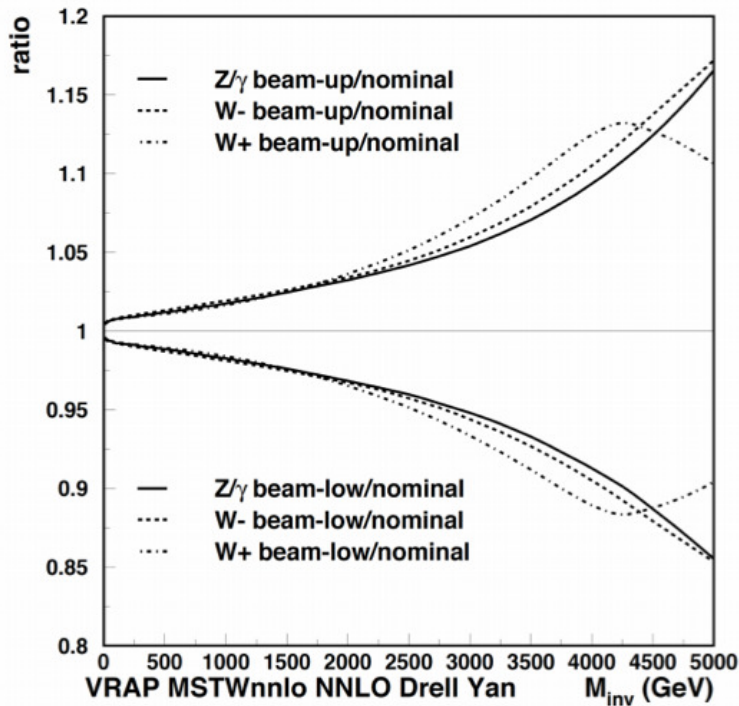 ratio
1.2
1.15
1.1
1.05
1
0.95
0.9
0.85
0.8
Z/γ beam-up/nominal
W- beam-up/nominal
W+ beam-up/nominal
Z/γ beam-low/nominal
W- beam-low/nominal
W+ beam-low/nominal
0 500 1000 1500 2000 2500 3000 3500 4000 4500 5000
VRAP MSTWnnlo NNLO Drell Yan M_inv (GeV)